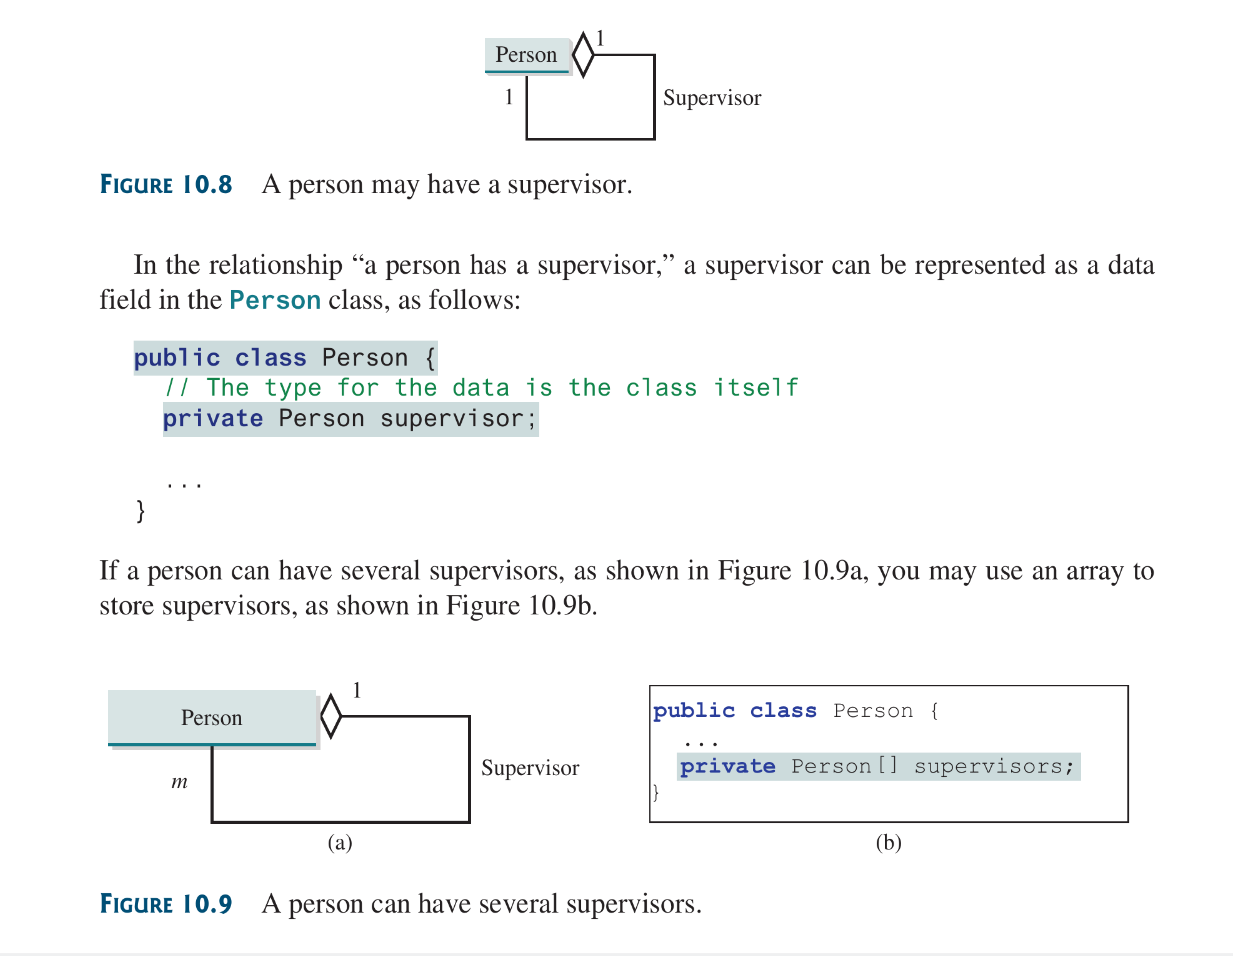 1
Person
1
Supervisor
FIGURE 10.8 A person may have a supervisor.
In the relationship “a person has a supervisor,” a supervisor can be represented as a data
field in the Person class, as follows:
public class Person {
// The type for the data is the class itself
private Person supervisor;
...
}
If a person can have several supervisors, as shown in Figure 10.9a, you may use an array to
store supervisors, as shown in Figure 10.9b.
1
Person
m
Supervisor
(a)
public class Person {
...
private Person[] supervisors;
}
(b)
FIGURE 10.9 A person can have several supervisors.